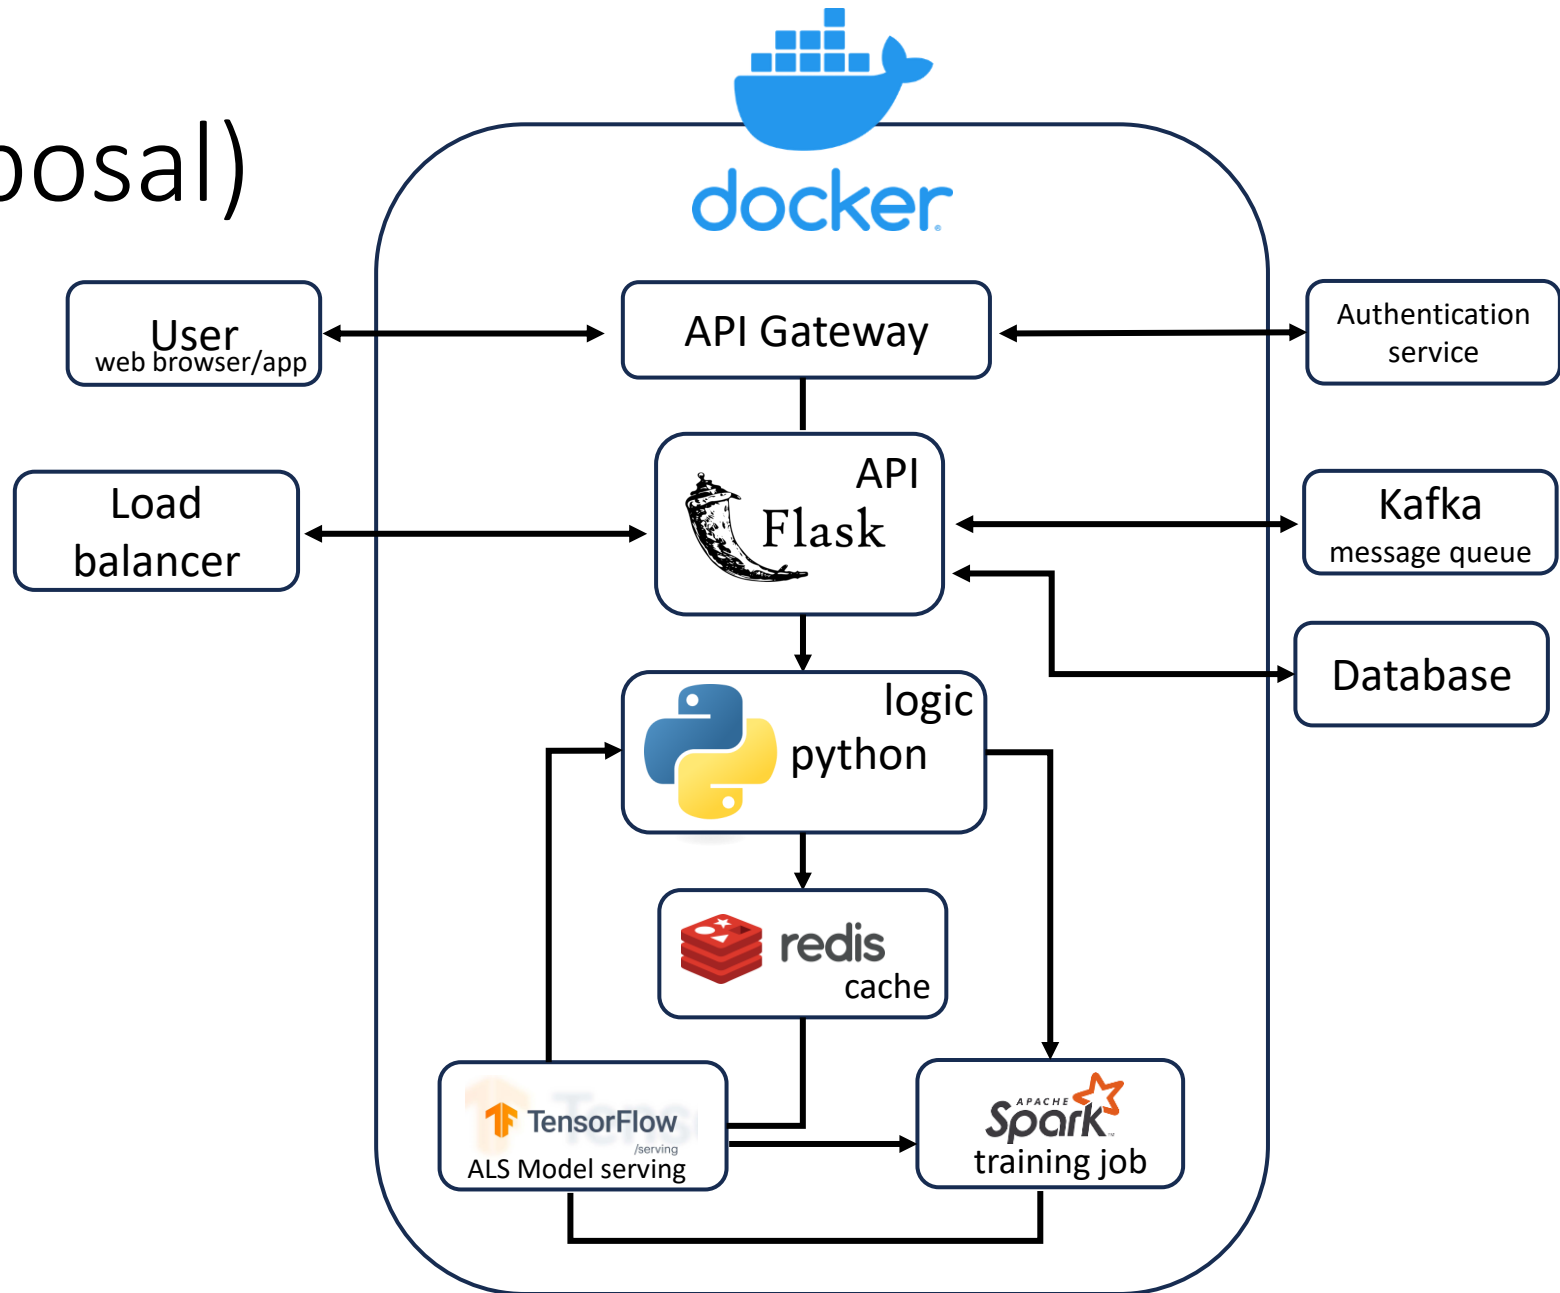 posal)
docker
User
web browser/app
API Gateway
Authentication
service
Load
balancer
API
Flask
Kafka
message queue
Database
logic
python
redis
cache
TensorFlow
/serving
ALS Model serving
APACHE
Spark
training job